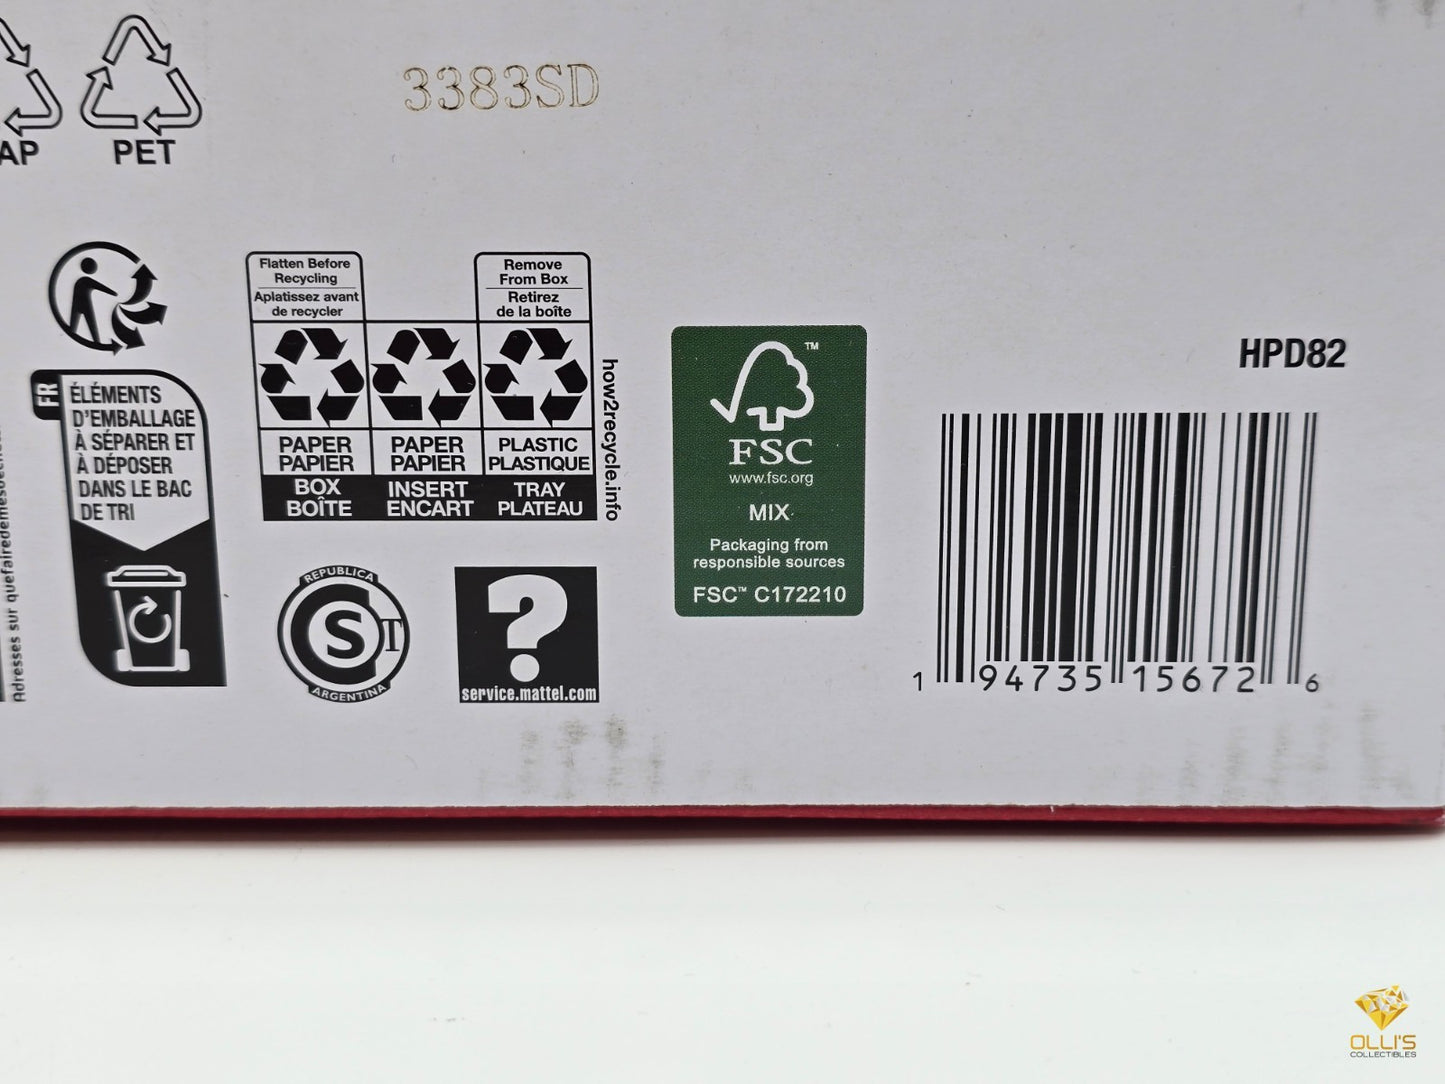 3383SD
AP
PET
Flatten Before
Recycling
Aplatissez avant
de recycler
Remove
From Box
Retirez
de la boîte
PAPER
PAPIER
BOX
BOÎTE
PAPER
PAPIER
INSERT
ENCART
PLASTIC
PLASTIQUE
TRAY
PLATEAU
how2recycle.info
FR
ÉLÉMENTS
D'EMBALLAGE
À SÉPARER ET
À DÉPOSER
DANS LE BAC
DE TRI
Adresses sur
REPUBLICA
S
T
ARGENTINA
?
service.mattel.com
TM
FSC
www.fsc.org
MIX
Packaging from
responsible sources
FSC™ C172210
HPD82
1 94735 15672 6
OLLI'S
COLLECTIBLES